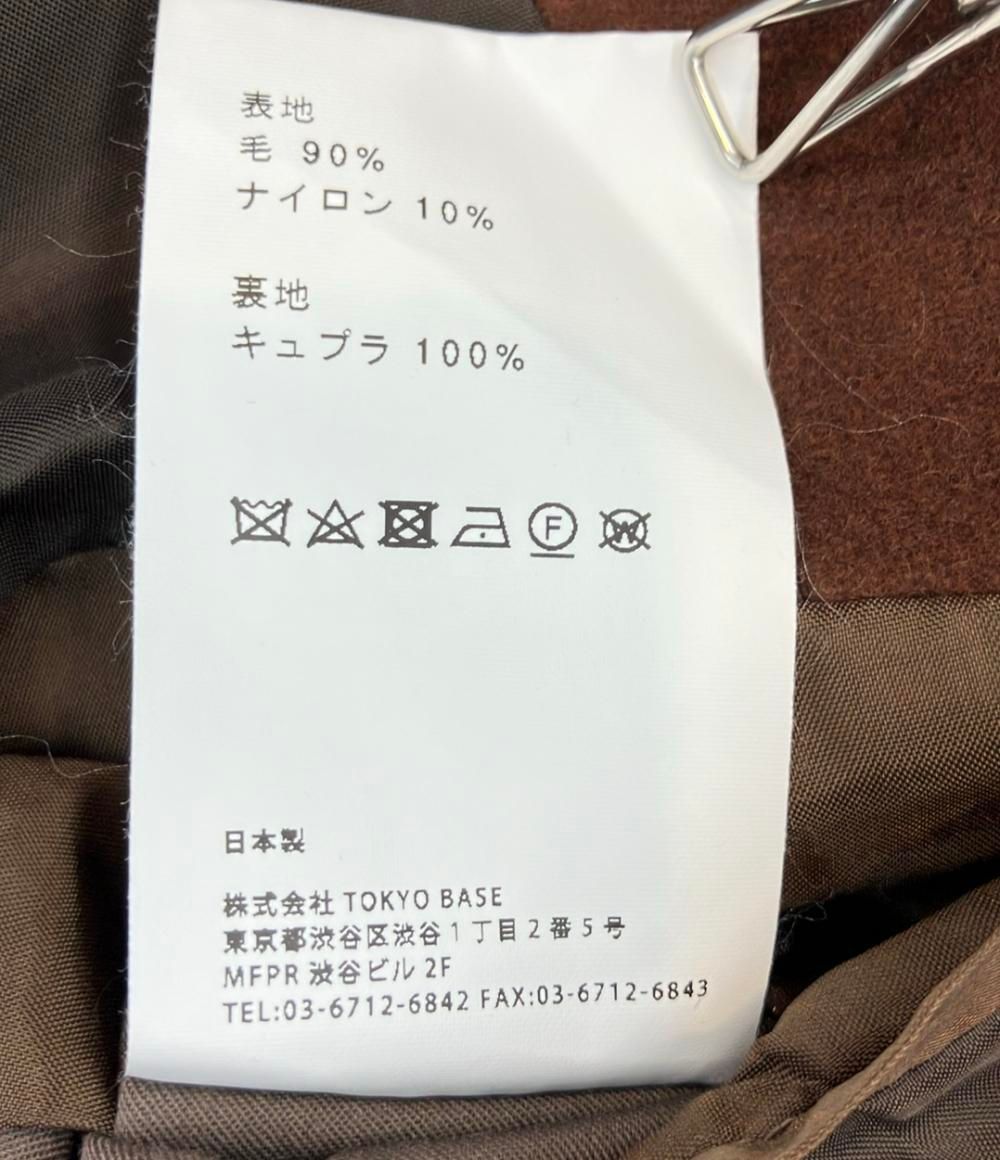 表地
毛 90%
ナイロン 10%
裏地
キュプラ 100%
F W
日本製
株式会社 TOKYO BASE
東京都渋谷区渋谷1丁目2番5号
MFPR 渋谷ビル 2F
TEL:03-6712-6842 FAX:03-6712-6843